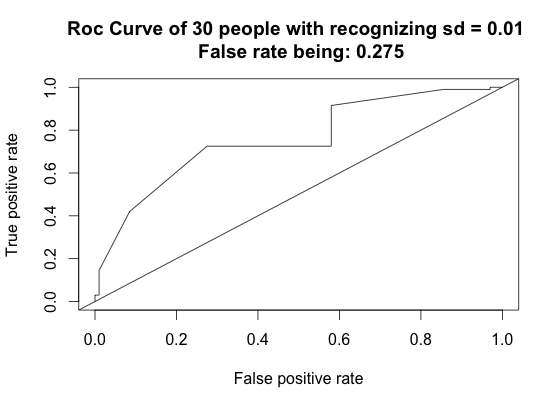 Roc Curve of 30 people with recognizing sd = 0.01
False rate being: 0.275
True positive rate
1.0
0.8
0.6
0.4
0.2
0.0
0.0 0.2 0.4 0.6 0.8 1.0
False positive rate